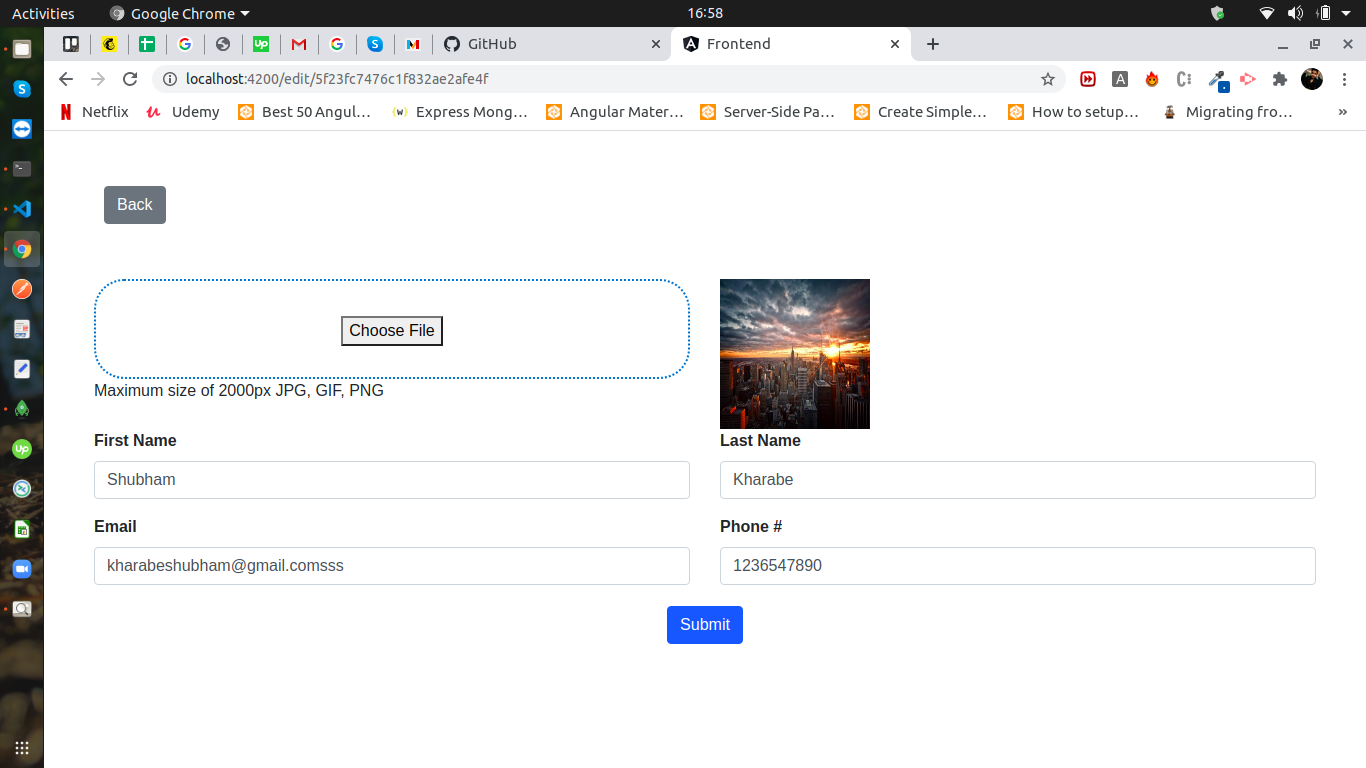 Activities Google Chrome 16:58
GitHub Frontend
localhost:4200/edit/5f23fc7476c1f832ae2afe4f
Netflix Udemy Best 50 Angul... Express Mong... Angular Mater... Server-Side Pa... Create Simple... How to setup... Migrating fro... »
Back
Choose File
Maximum size of 2000px JPG, GIF, PNG
First Name Last Name
Shubham Kharabe
Email Phone #
kharabeshubham@gmail.comsss 1236547890
Submit